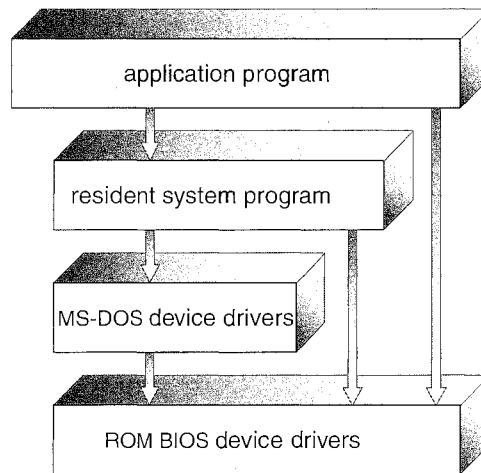 application program
resident system program
MS-DOS device drivers
ROM BIOS device drivers